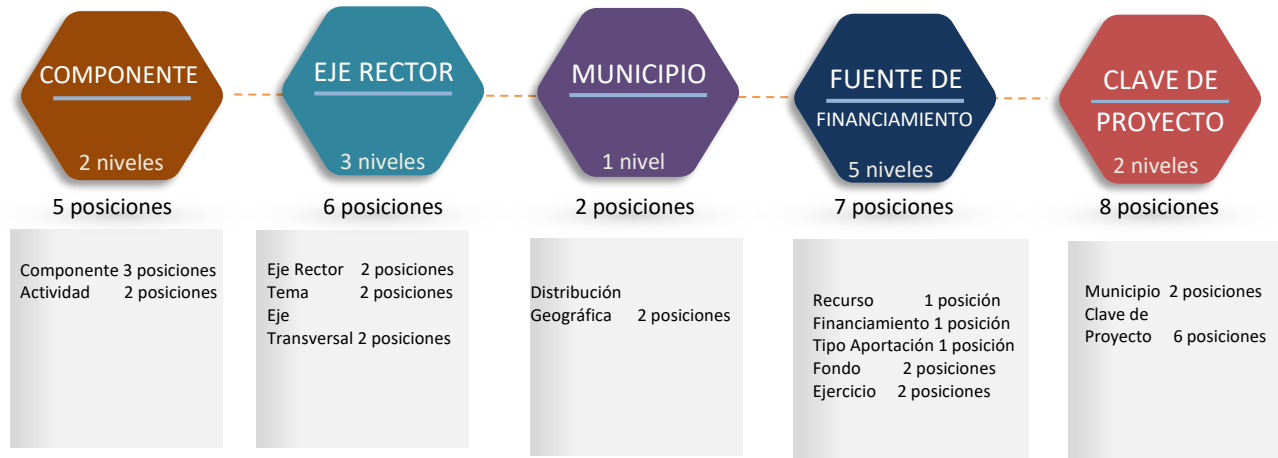 COMPONENTE
2 niveles
5 posiciones
Componente 3 posiciones
Actividad 2 posiciones
EJE RECTOR
3 niveles
6 posiciones
Eje Rector 2 posiciones
Tema 2 posiciones
Eje
Transversal 2 posiciones
MUNICIPIO
1 nivel
2 posiciones
Distribución
Geográfica 2 posiciones
FUENTE DE
FINANCIAMIENTO
5 niveles
7 posiciones
Recurso 1 posición
Financiamiento 1 posición
Tipo Aportación 1 posición
Fondo 2 posiciones
Ejercicio 2 posiciones
CLAVE DE
PROYECTO
2 niveles
8 posiciones
Municipio 2 posiciones
Clave de
Proyecto 6 posiciones